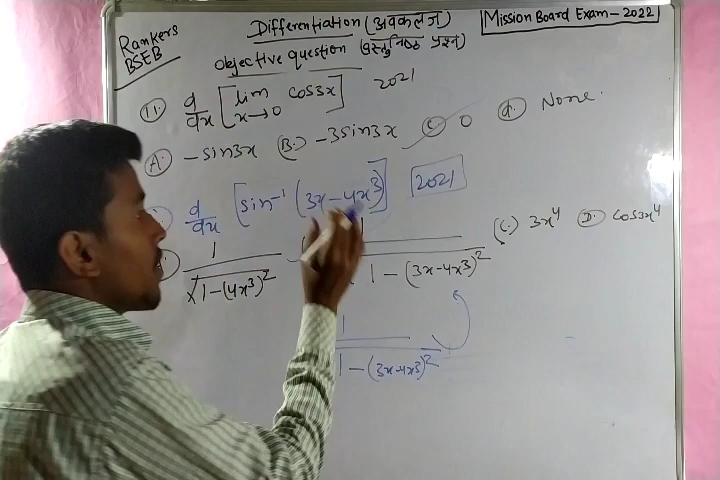 Rankers
BSEB
Differentiation (अवकलज)
Mission Board Exam - 2022
objective question (वस्तुनिष्ठ प्रश्न)
11. d/dx [lim x→0 cos3x] 2021
A. -sin3x B. -3sin3x C. 0 d. None.
d/dx [sin⁻¹ (3x-4x³)] 2021
1/√1-(4x³)² 1 - (3x-4x³)² C. 3x⁴ D. cos3x⁴
1
1 - (3x-4x³)²